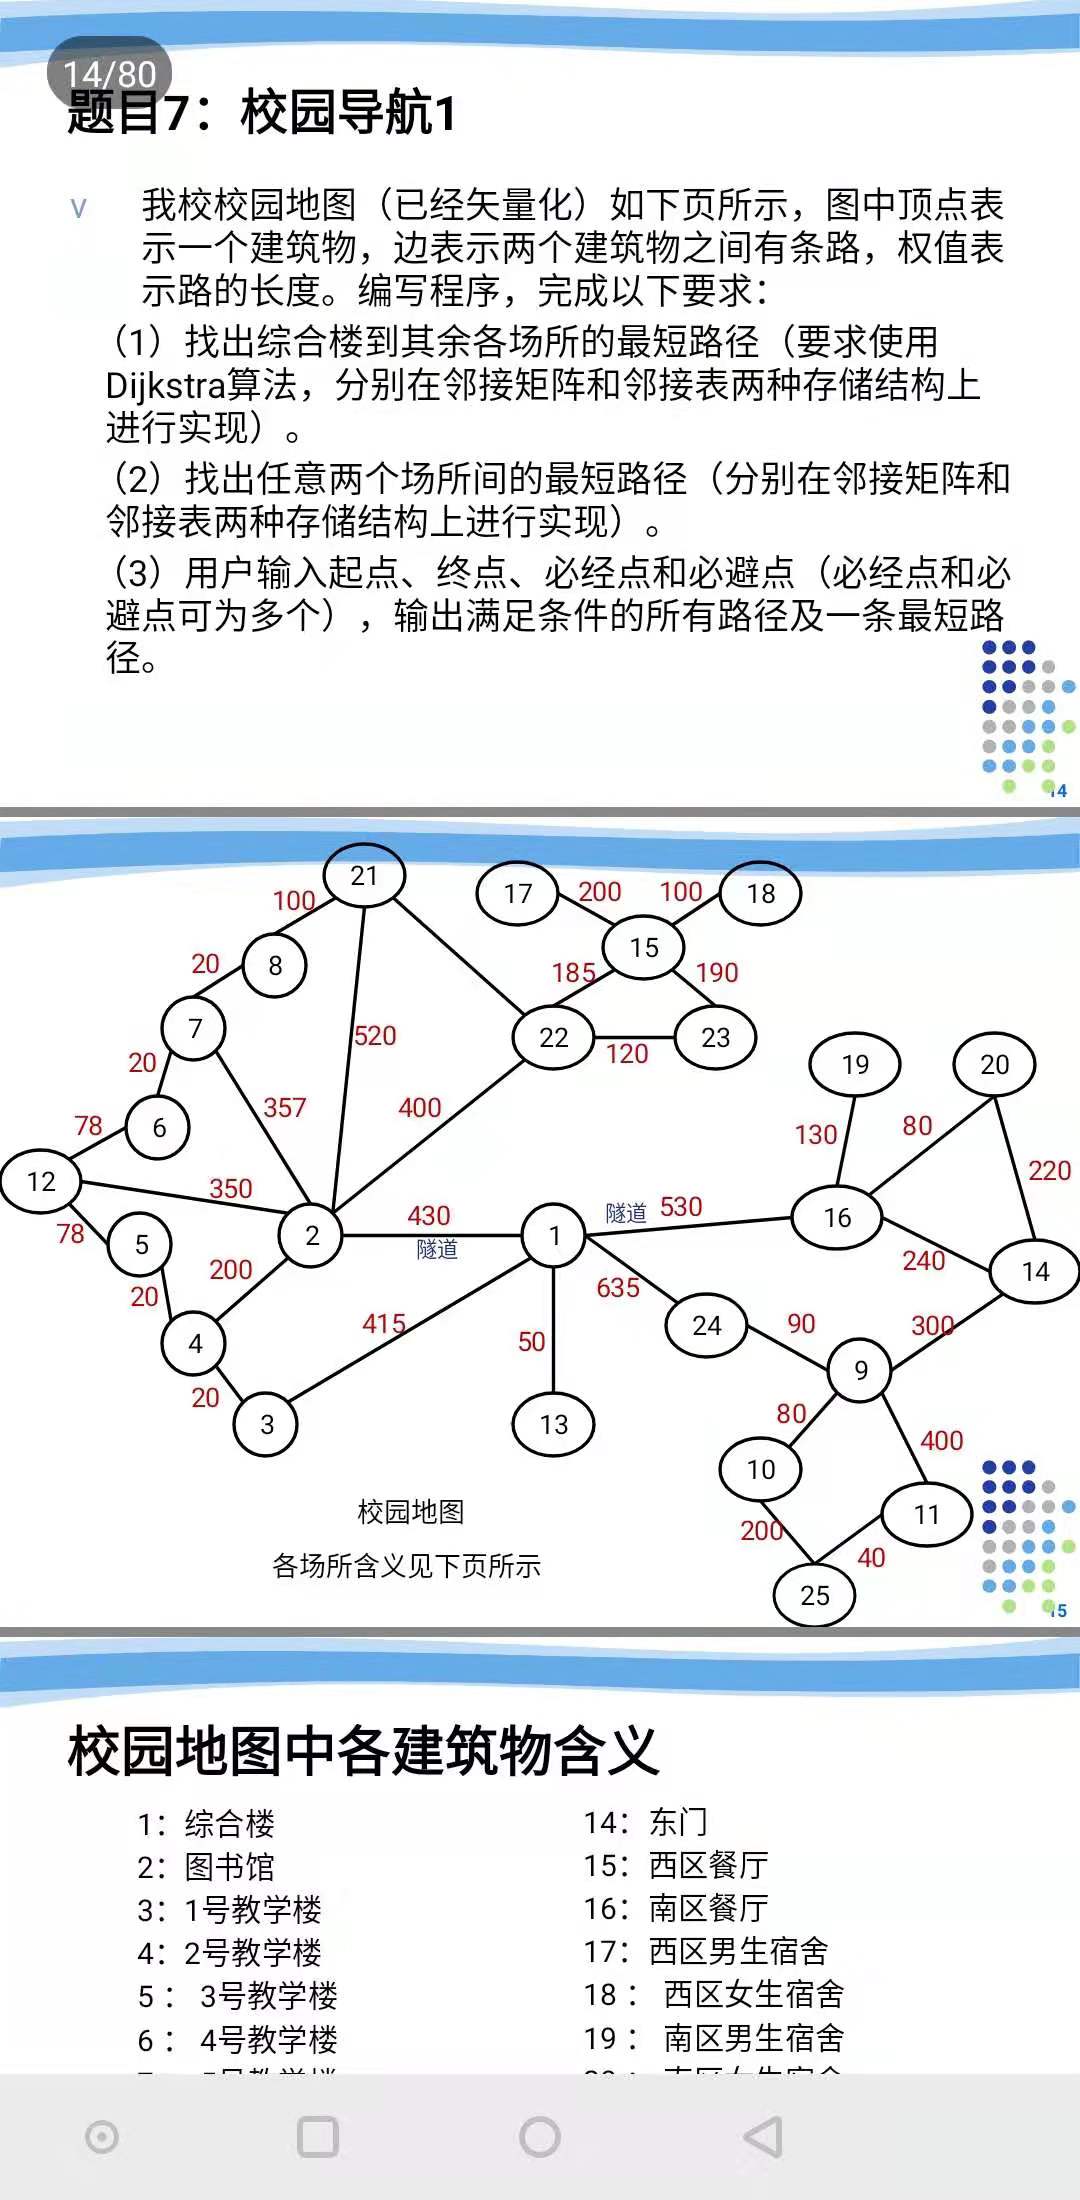 14/80
题目7：校园导航1
v 我校校园地图（已经矢量化）如下页所示，图中顶点表
示一个建筑物，边表示两个建筑物之间有条路，权值表
示路的长度。编写程序，完成以下要求：
（1）找出综合楼到其余各场所的最短路径（要求使用
Dijkstra算法，分别在邻接矩阵和邻接表两种存储结构上
进行实现）。
（2）找出任意两个场所间的最短路径（分别在邻接矩阵和
邻接表两种存储结构上进行实现）。
（3）用户输入起点、终点、必经点和必避点（必经点和必
避点可为多个），输出满足条件的所有路径及一条最短路
径。
14
21
17
200
100
18
100
8
15
20
185
190
7
520
22
120
23
20
357
400
19
20
78
6
130
80
12
350
220
2
430
隧道
1
隧道
530
16
78
5
200
240
14
20
635
4
415
50
24
90
300
9
20
3
13
80
400
10
11
校园地图
200
40
各场所含义见下页所示
25
15
校园地图中各建筑物含义
1：综合楼
2：图书馆
3：1号教学楼
4：2号教学楼
5： 3号教学楼
6： 4号教学楼
14：东门
15：西区餐厅
16：南区餐厅
17：西区男生宿舍
18： 西区女生宿舍
19： 南区男生宿舍